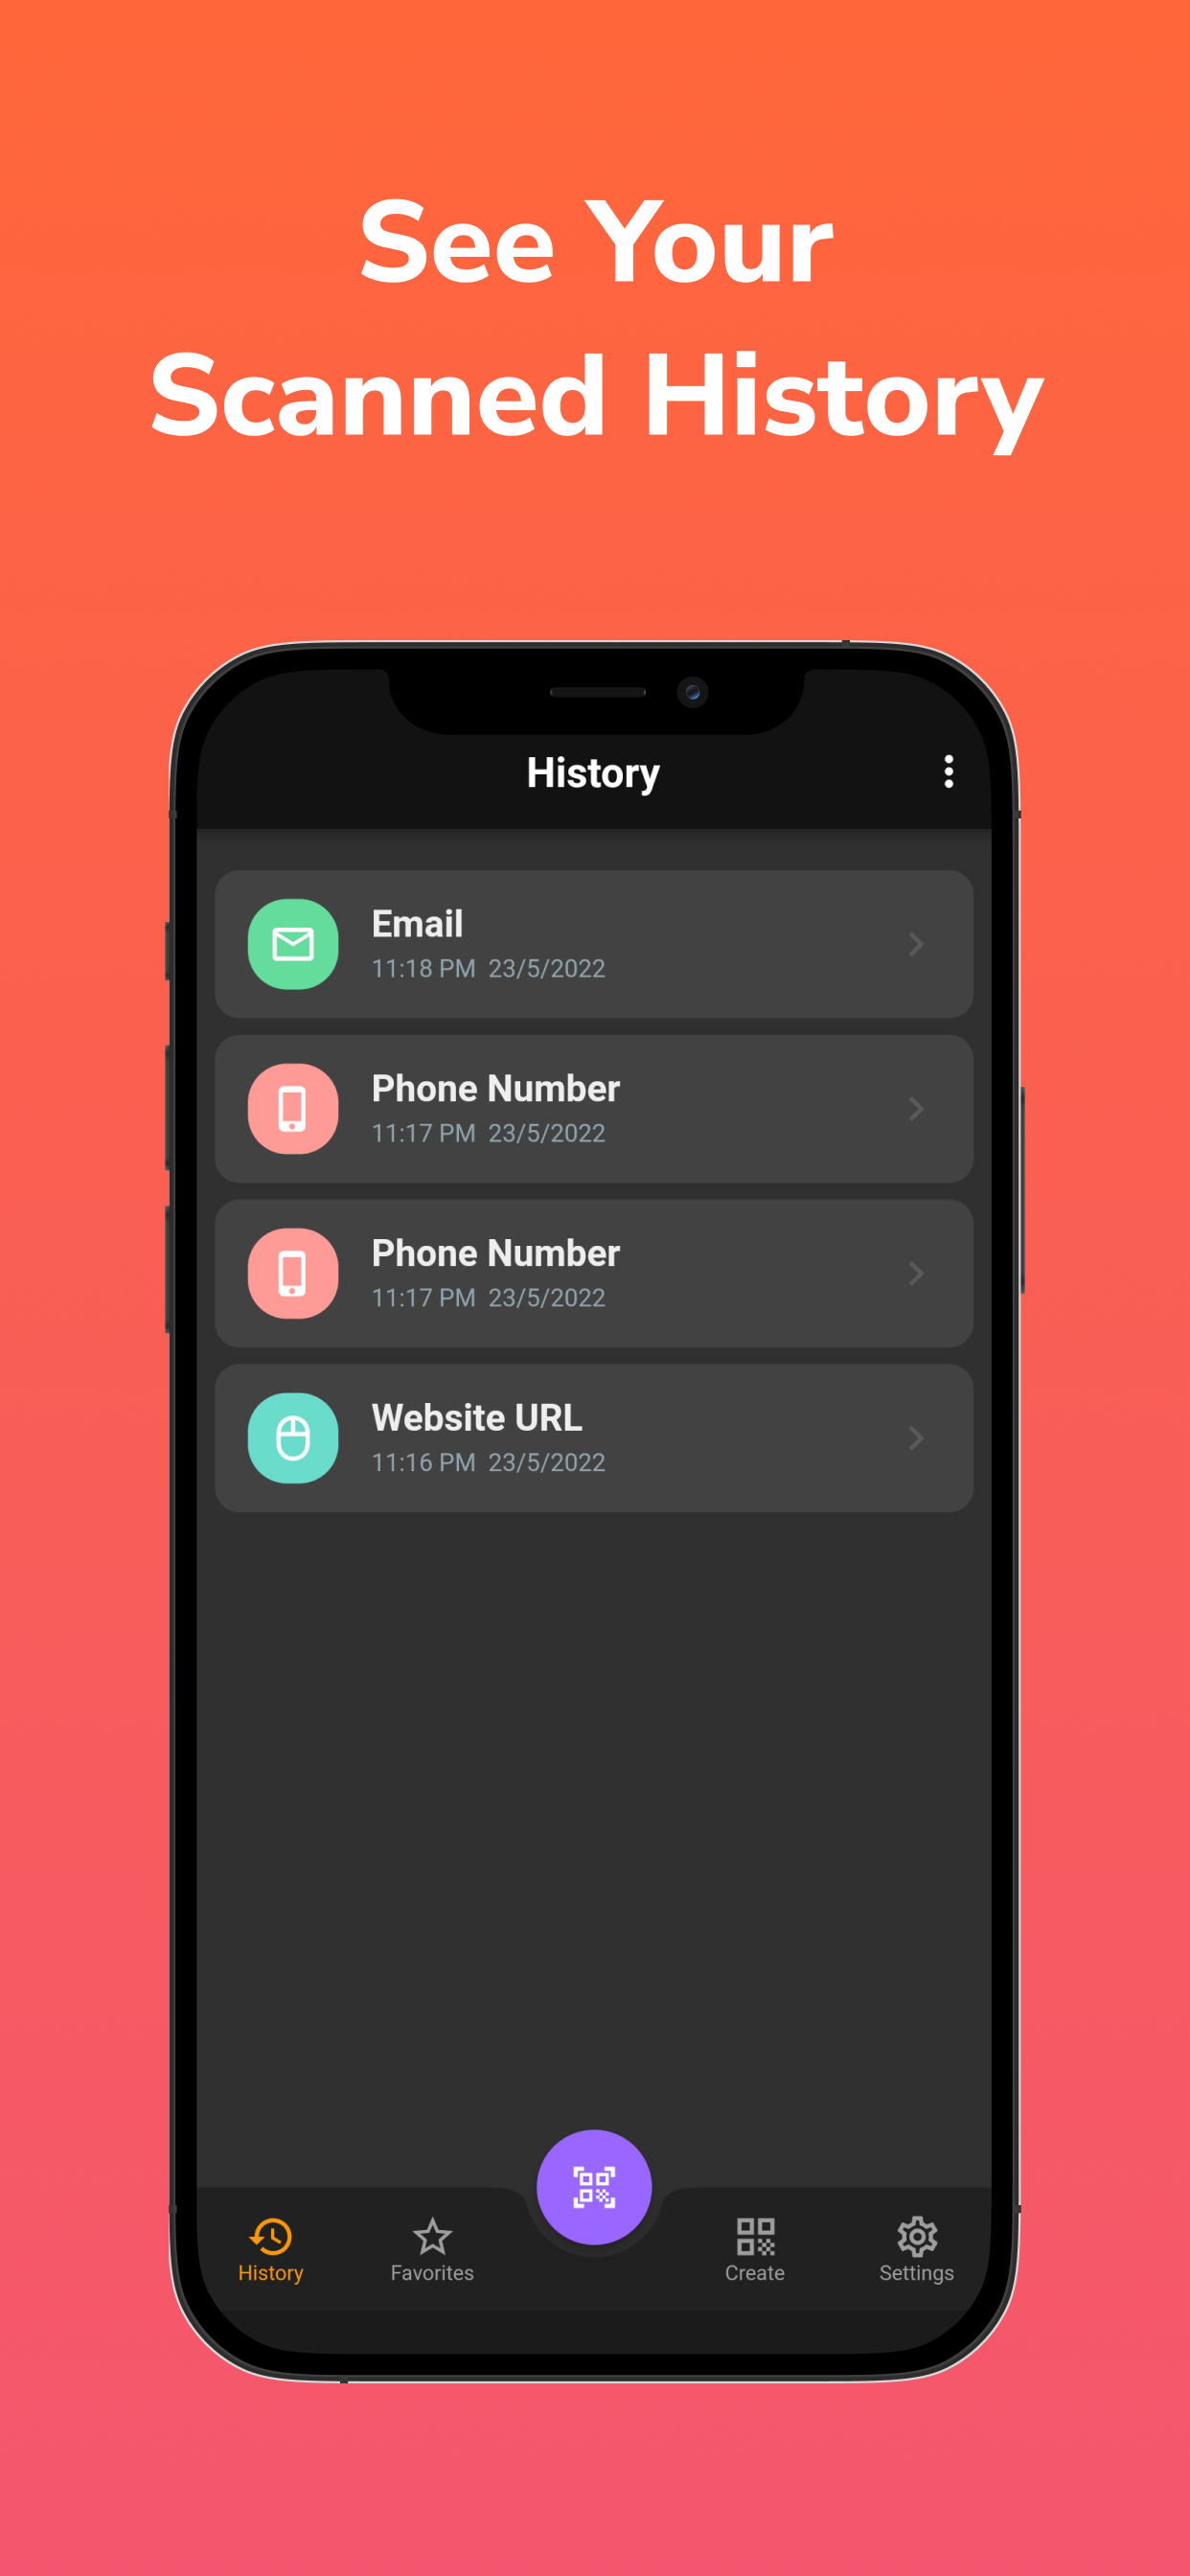 See Your
Scanned History
History
Email
11:18 PM 23/5/2022
Phone Number
11:17 PM 23/5/2022
Phone Number
11:17 PM 23/5/2022
Website URL
11:16 PM 23/5/2022
History Favorites Create Settings